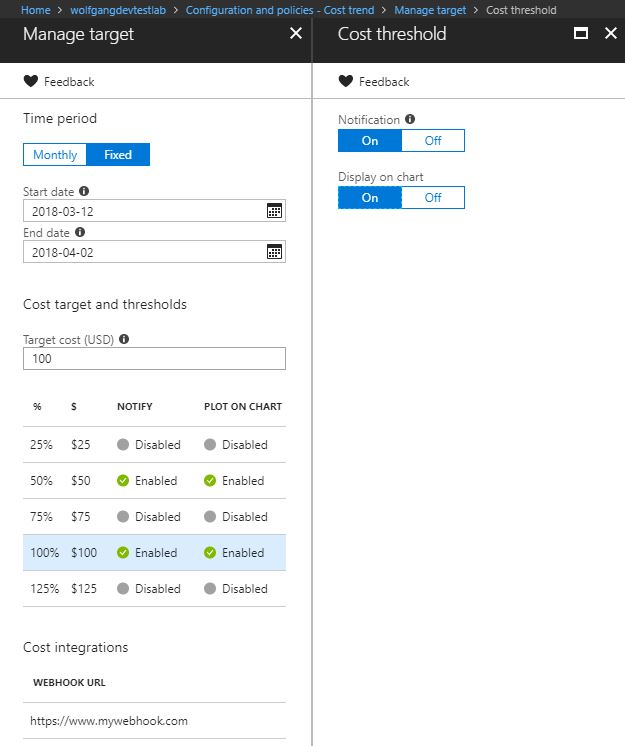 Home > wolfgangdevtestlab > Configuration and policies - Cost trend > Manage target > Cost threshold
Manage target
Feedback
Time period
Monthly Fixed
Start date
2018-03-12
End date
2018-04-02
Cost target and thresholds
Target cost (USD)
100
% $ NOTIFY PLOT ON CHART
25% $25 Disabled Disabled
50% $50 Enabled Enabled
75% $75 Disabled Disabled
100% $100 Enabled Enabled
125% $125 Disabled Disabled
Cost integrations
WEBHOOK URL
https://www.mywebhook.com
Cost threshold
Feedback
Notification
On Off
Display on chart
On Off